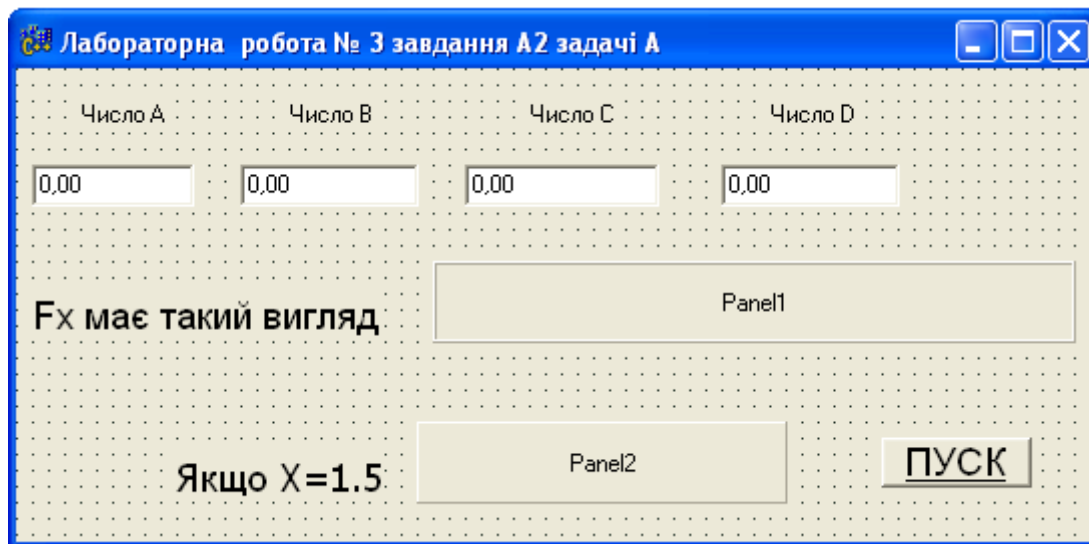 Лабораторна робота № 3 завдання А2 задачі А
Число А Число В Число С Число D
0,00 0,00 0,00 0,00
Panel1
Fx має такий вигляд
Panel2
Якщо X=1.5 ПУСК